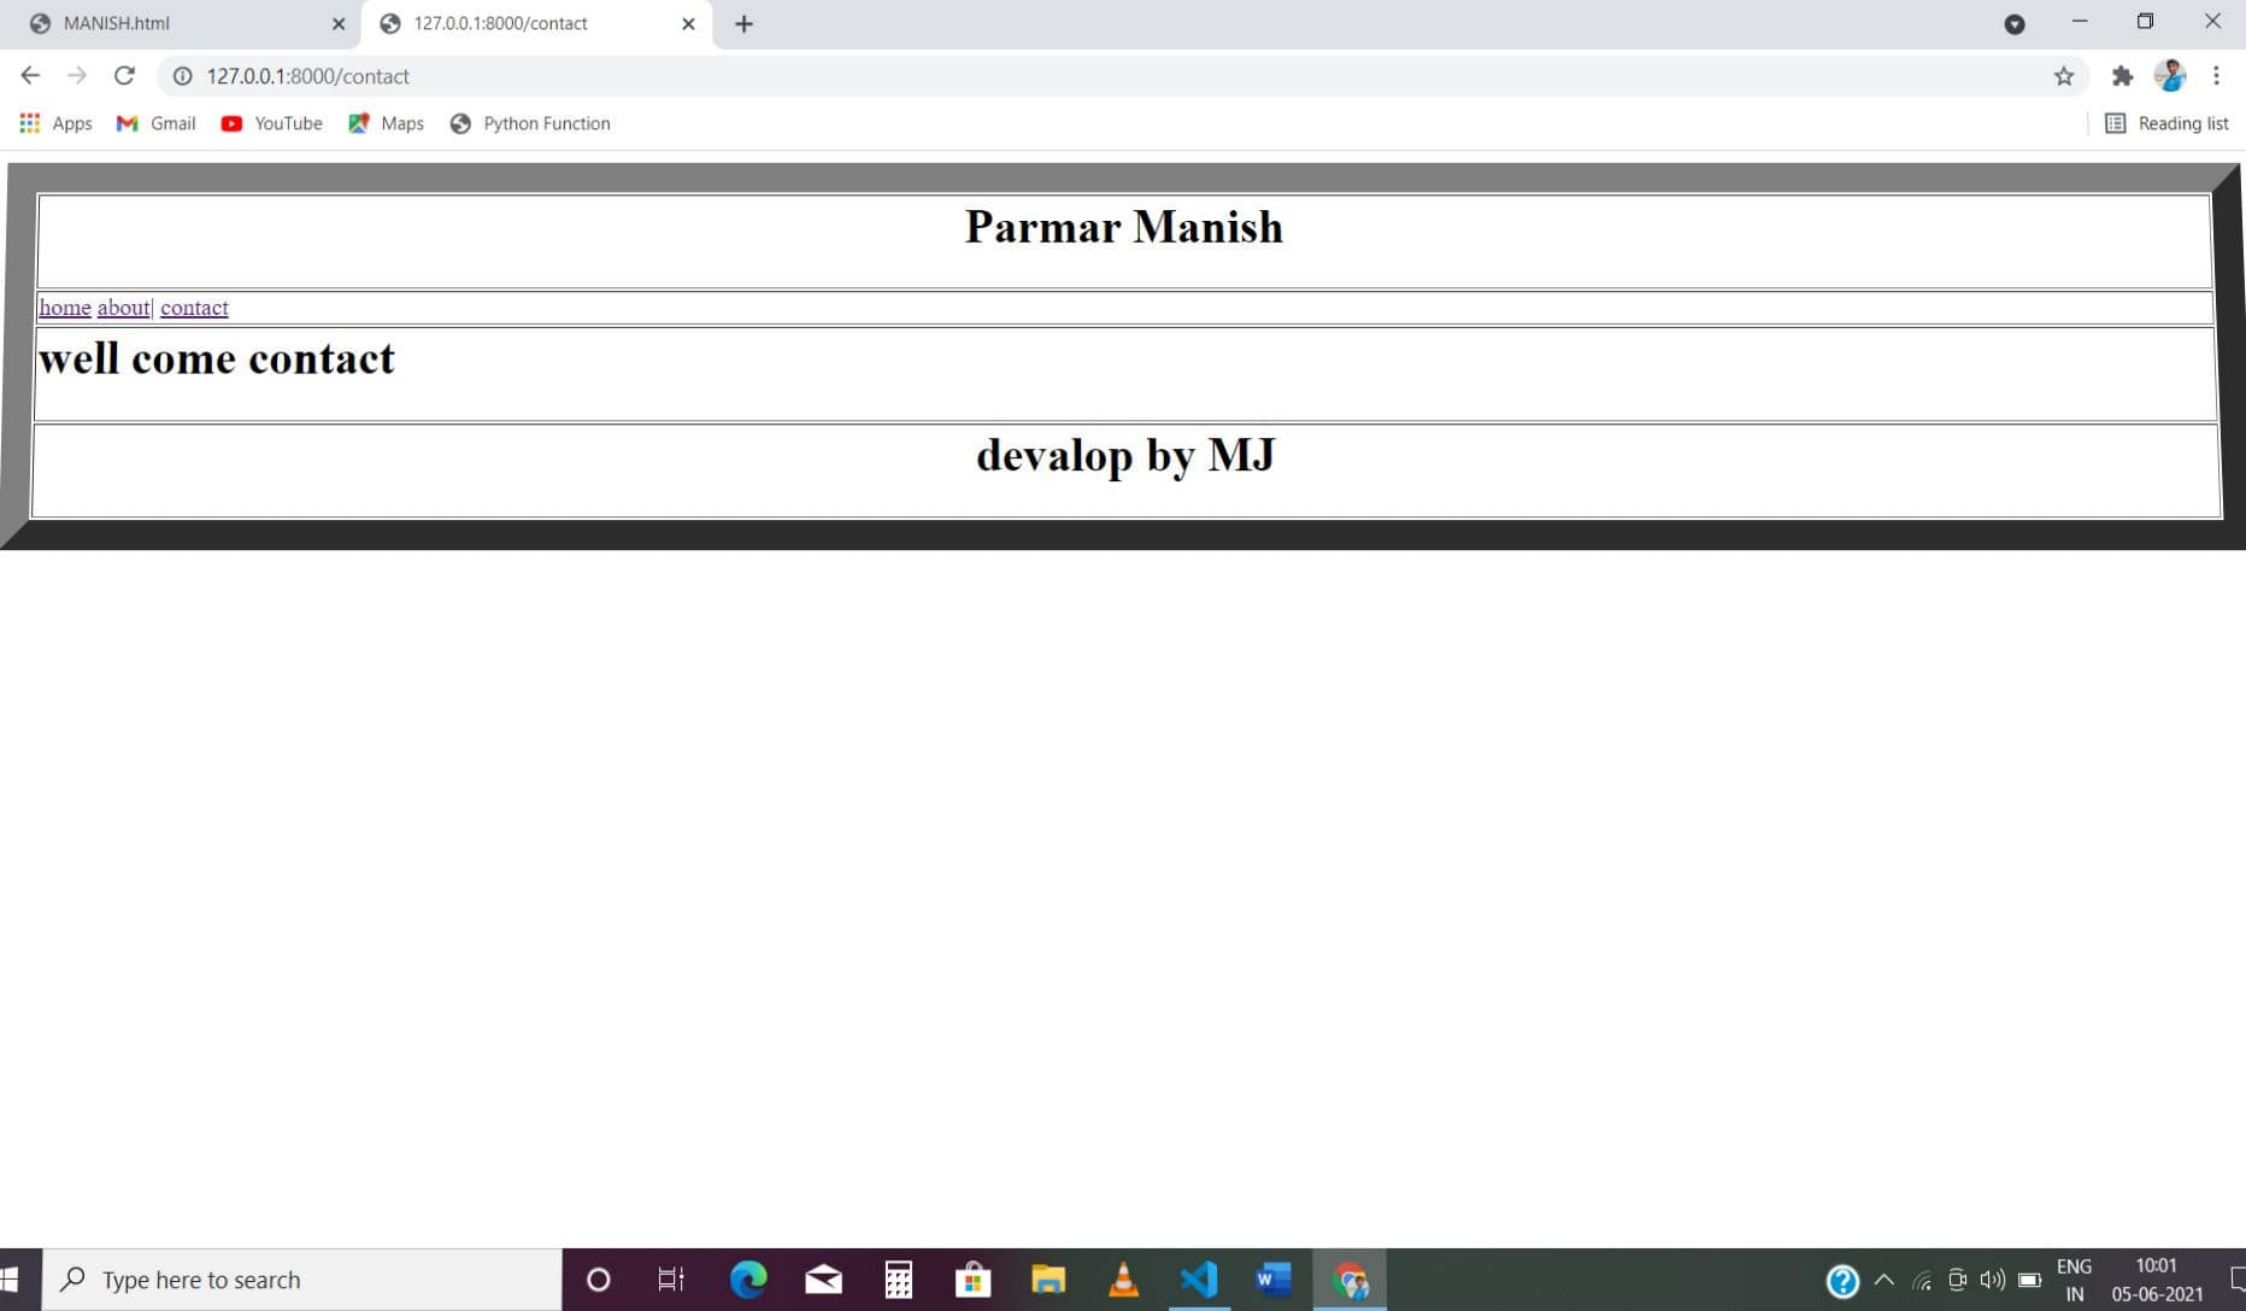 MANISH.html
127.0.0.1:8000/contact
127.0.0.1:8000/contact
Apps Gmail YouTube Maps Python Function Reading list
Parmar Manish
home about| contact
well come contact
devalop by MJ
Type here to search
ENG 10:01
IN 05-06-2021